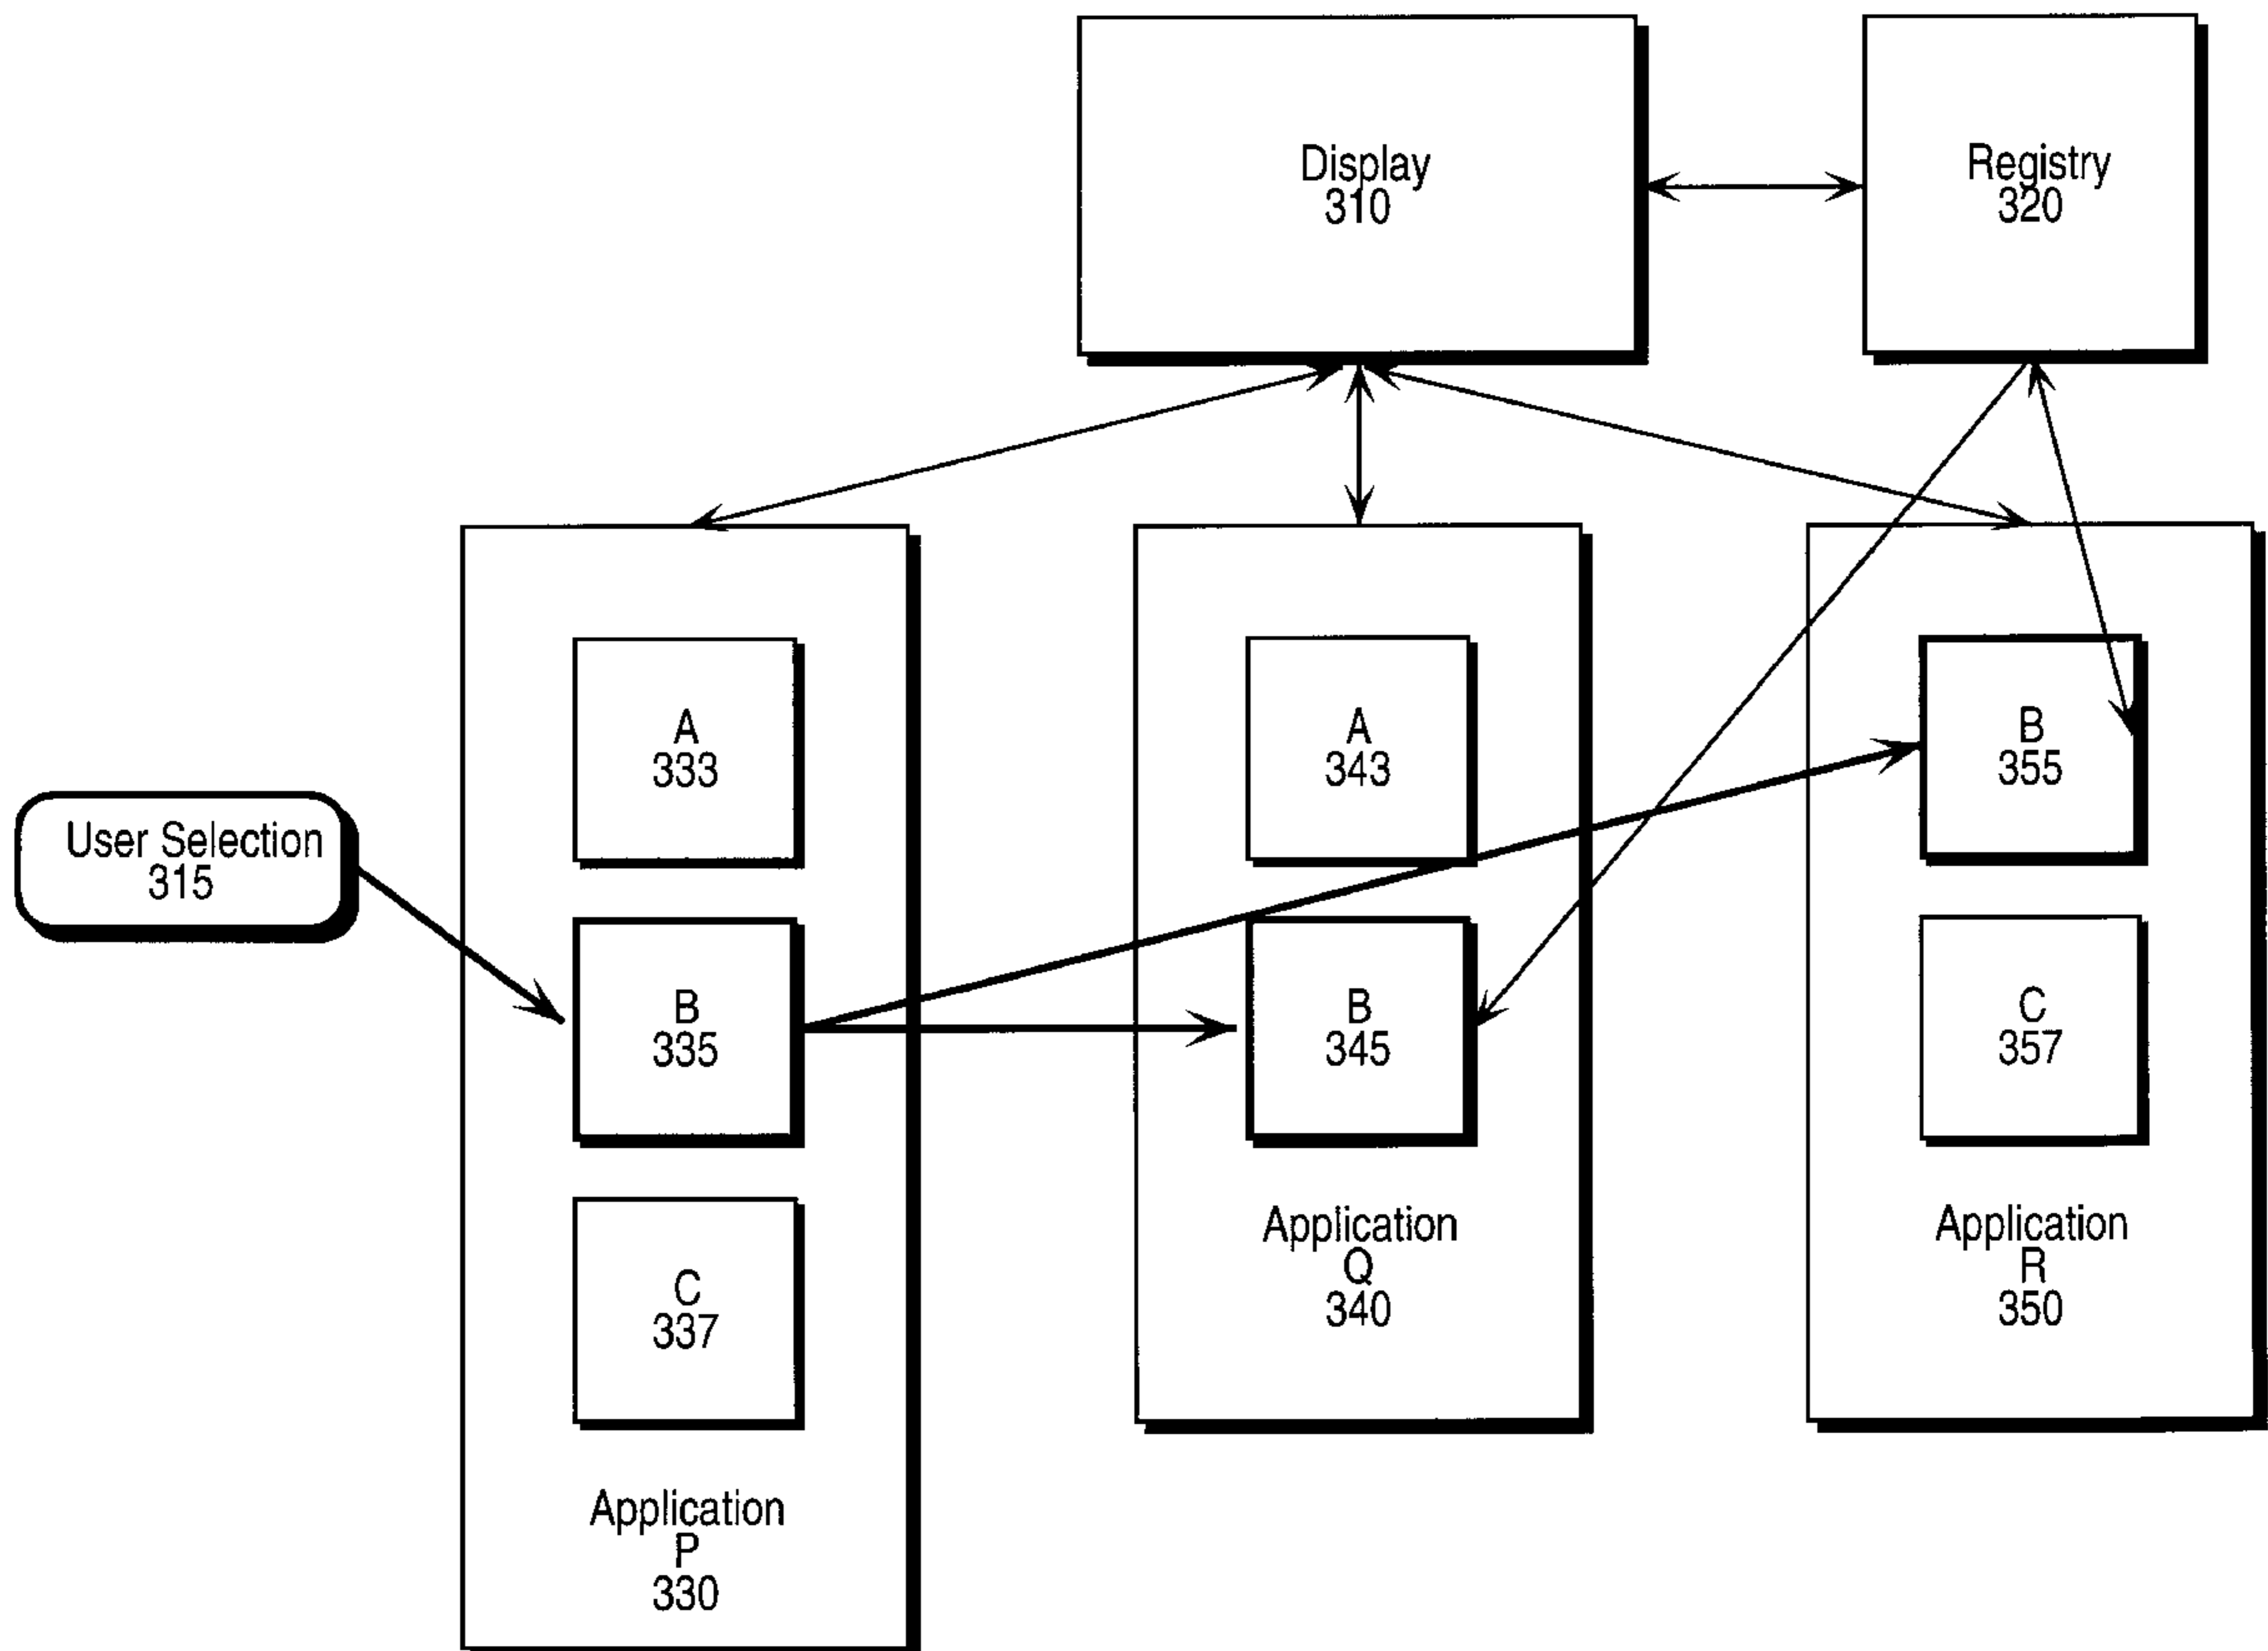 Display
310
Registry
320
User Selection
315
A
333
B
335
C
337
Application
P
330
A
343
B
345
Application
Q
340
B
355
C
357
Application
R
350